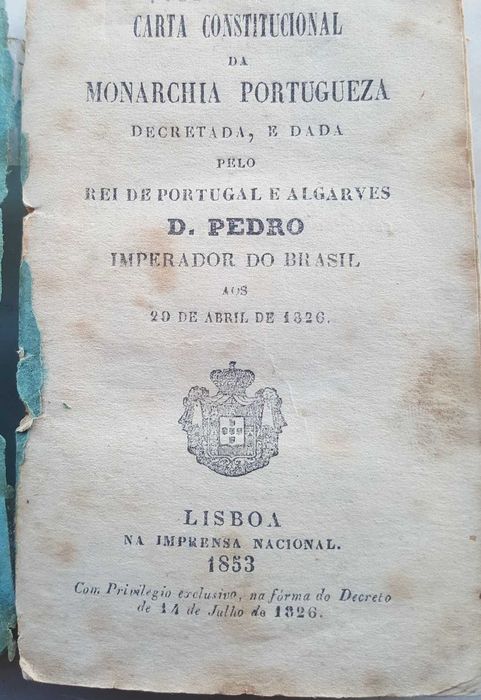 CARTA CONSTITUCIONAL
DA
MONARCHIA PORTUGUEZA
DECRETADA, E DADA
PELO
REI DE PORTUGAL E ALGARVES
D. PEDRO
IMPERADOR DO BRASIL
AOS
29 DE ABRIL DE 1826.
LISBOA
NA IMPRENSA NACIONAL.
1853
Com Privilegio exclusivo, na fórma do Decreto
de 14 de Julho de 1826.